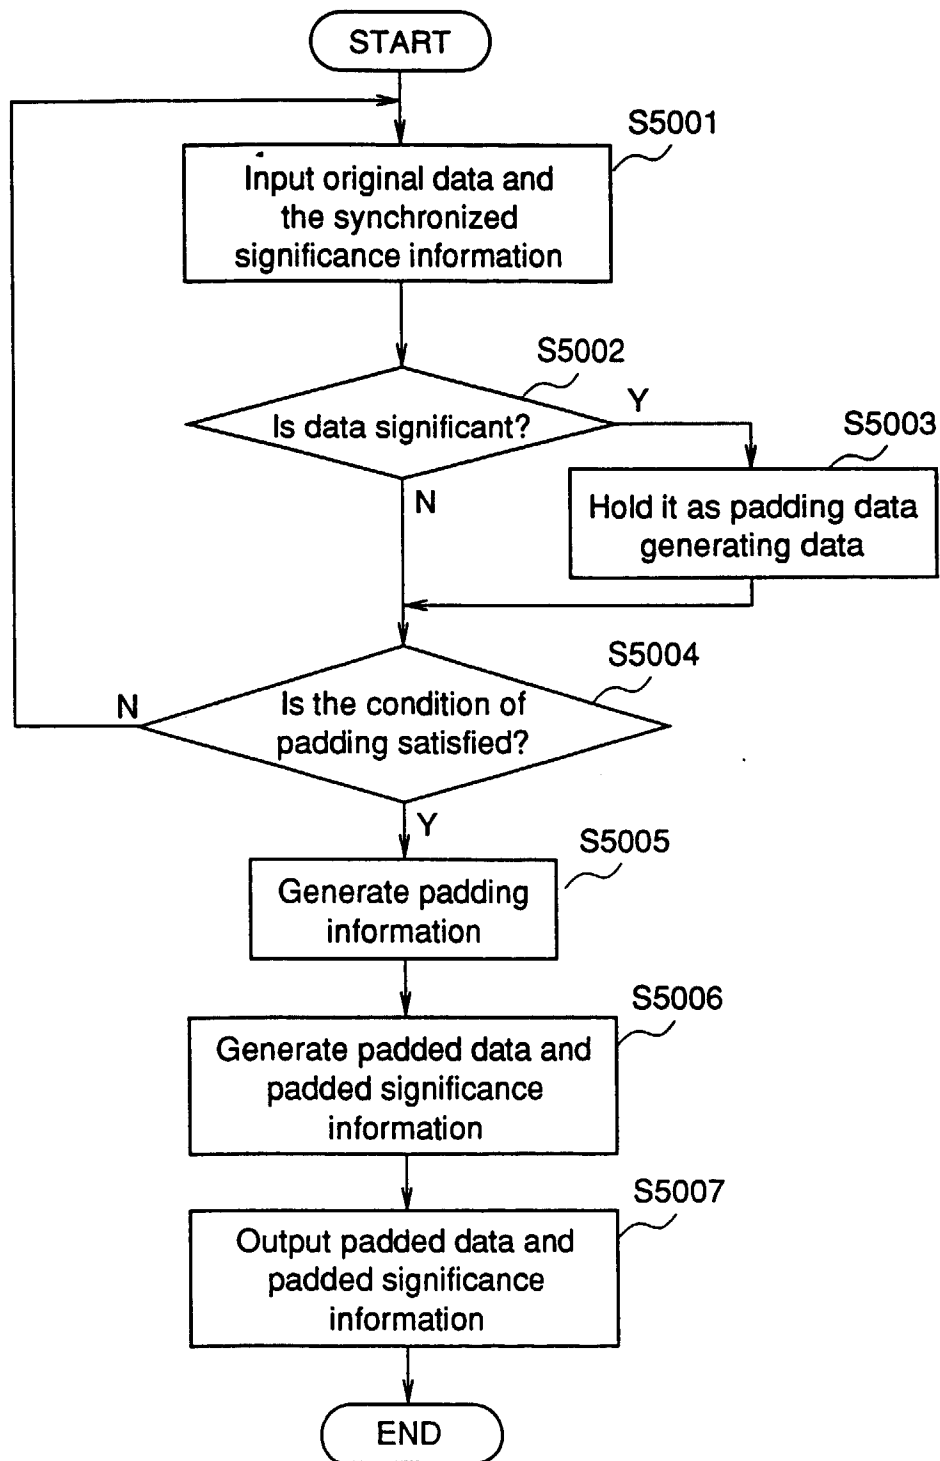 START
S5001
Input original data and
the synchronized
significance information
S5002
Is data significant?
Y
N
S5003
Hold it as padding data
generating data
S5004
Is the condition of
padding satisfied?
N
Y
S5005
Generate padding
information
S5006
Generate padded data and
padded significance
information
S5007
Output padded data and
padded significance
information
END